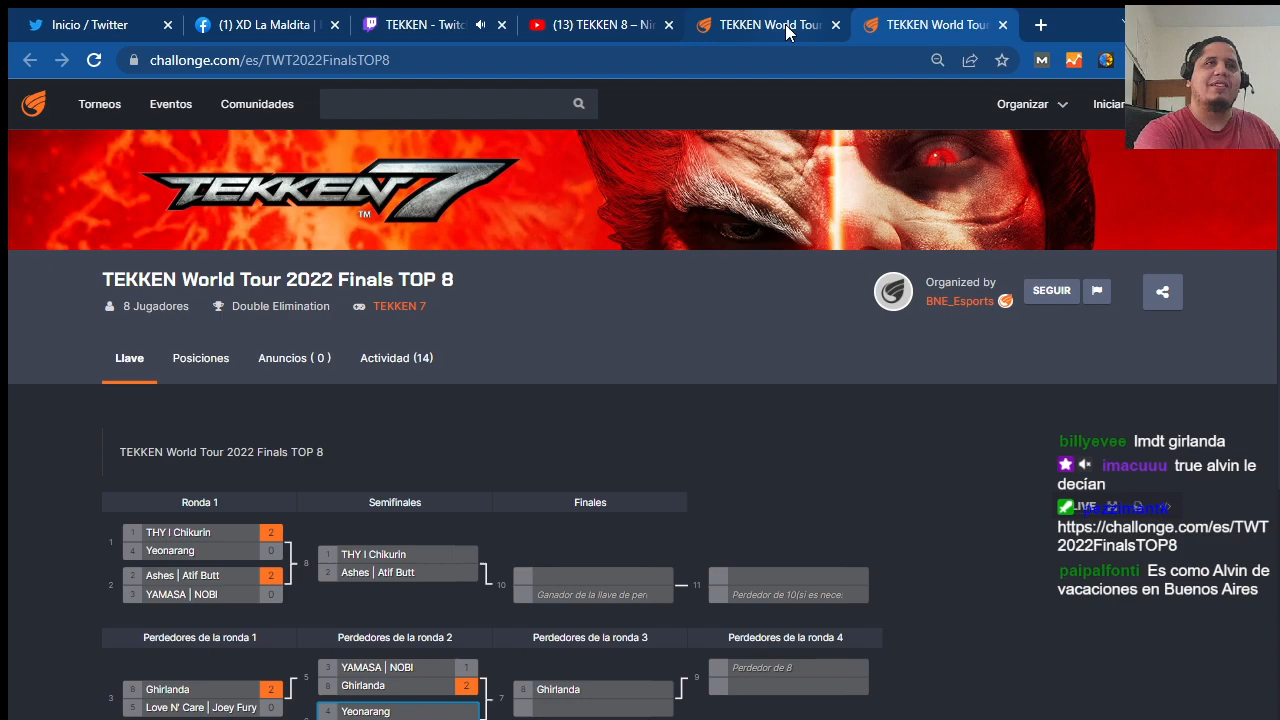 Inicio / Twitter
(1) XD La Maldita |
TEKKEN - Twitc
(13) TEKKEN 8 – Nin
TEKKEN World Tour
TEKKEN World Tour
challonge.com/es/TWT2022FinalsTOP8
Torneos
Eventos
Comunidades
Organizar
Iniciar
TEKKEN 7
TM
TEKKEN World Tour 2022 Finals TOP 8
8 Jugadores
Double Elimination
TEKKEN 7
Organized by
BNE_Esports
SEGUIR
Llave
Posiciones
Anuncios ( 0 )
Actividad (14)
TEKKEN World Tour 2022 Finals TOP 8
Ronda 1
Semifinales
Finales
1
1 THY | Chikurin 2
4 Yeonarang 0
2
2 Ashes | Atif Butt 2
3 YAMASA | NOBI 0
8
1 THY | Chikurin
2 Ashes | Atif Butt
10
Ganador de la llave de per
11
Perdedor de 10(si es nece:
Perdedores de la ronda 1
Perdedores de la ronda 2
Perdedores de la ronda 3
Perdedores de la ronda 4
3
8 Ghirlanda 2
5 Love N' Care | Joey Fury 0
5
3 YAMASA | NOBI 1
8 Ghirlanda 2
4 Yeonarang
7
8 Ghirlanda
9
Perdedor de 8
billyevee lmdt girlanda
imacuuu true alvin le
decian
LIVE
https://challonge.com/es/TWT
2022FinalsTOP8
paipalfonti Es como Alvin de
vacaciones en Buenos Aires